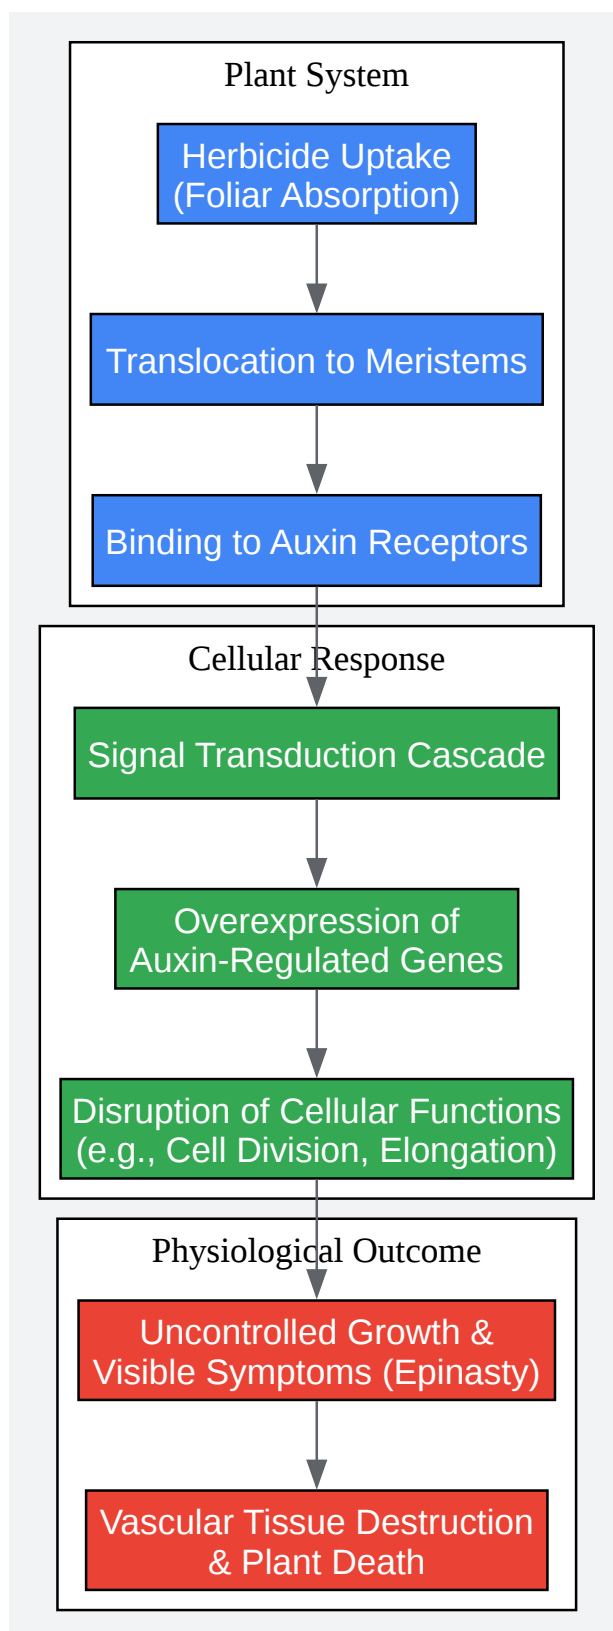 Plant System
Herbicide Uptake
(Foliar Absorption)
Translocation to Meristems
Binding to Auxin Receptors
Cellular Response
Signal Transduction Cascade
Overexpression of
Auxin-Regulated Genes
Disruption of Cellular Functions
(e.g., Cell Division, Elongation)
Physiological Outcome
Uncontrolled Growth &
Visible Symptoms (Epinasty)
Vascular Tissue Destruction
& Plant Death